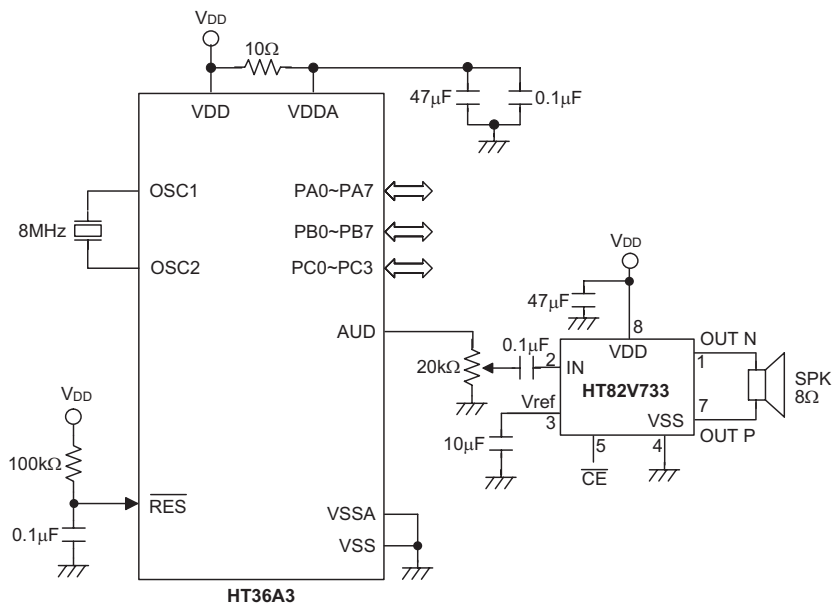 VDD
10Ω
47μF
0.1μF
VDD
VDDA
OSC1
PA0~PA7
8MHz
PB0~PB7
OSC2
PC0~PC3
VDD
47μF
8
OUT N
AUD
0.1μF
VDD
1
20kΩ
2
IN
HT82V733
SPK
8Ω
VDD
Vref
3
VSS
7
10μF
5
4
OUT P
100kΩ
CE
RES
VSSA
0.1μF
VSS
HT36A3